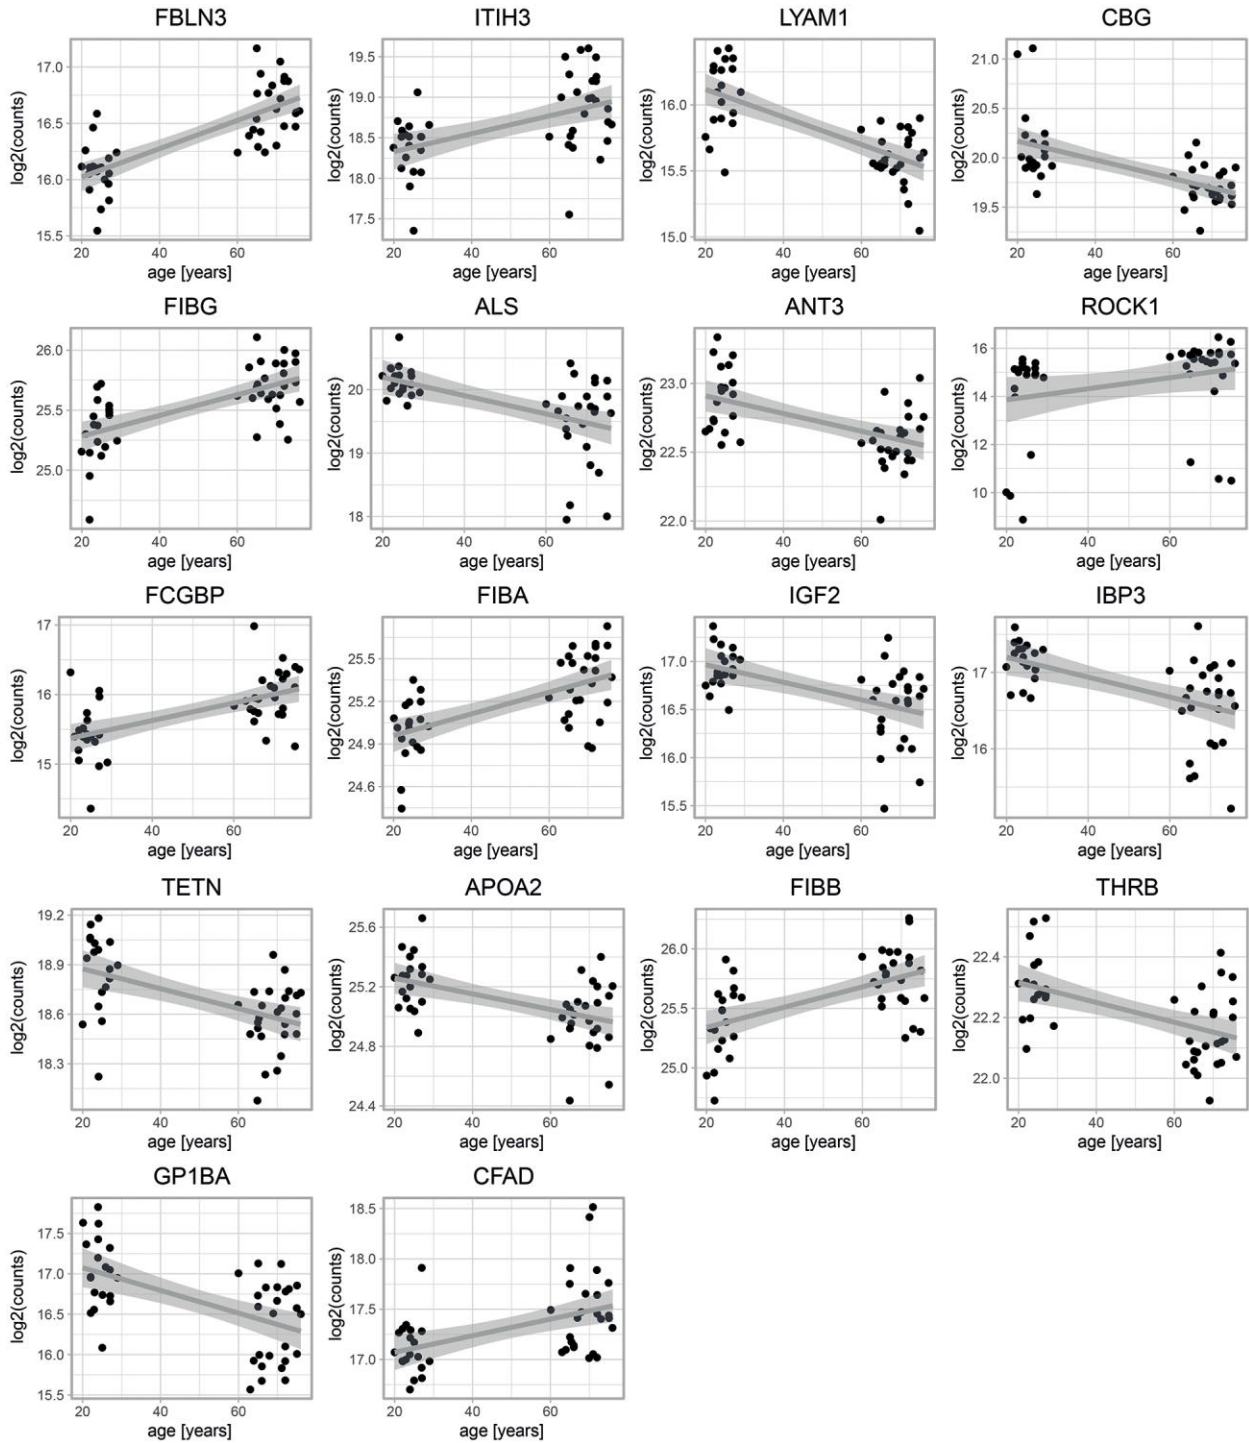 FBLN3 ITIH3 LYAM1 CBG
log2(counts) 17.0 16.5 16.0 15.5 log2(counts) 19.5 19.0 18.5 18.0 17.5 log2(counts) 16.0 15.5 15.0 log2(counts) 21.0 20.5 20.0 19.5
20 40 60 20 40 60 20 40 60 20 40 60
age [years] age [years] age [years] age [years]
FIBG ALS ANT3 ROCK1
log2(counts) 26.0 25.5 25.0 log2(counts) 20 19 18 log2(counts) 23.0 22.5 22.0 log2(counts) 16 14 12 10
20 40 60 20 40 60 20 40 60 20 40 60
age [years] age [years] age [years] age [years]
FCGBP FIBA IGF2 IBP3
log2(counts) 17 16 15 log2(counts) 25.5 25.2 24.9 24.6 log2(counts) 17.0 16.5 16.0 15.5 log2(counts) 17 16
20 40 60 20 40 60 20 40 60 20 40 60
age [years] age [years] age [years] age [years]
TETN APOA2 FIBB THRB
log2(counts) 19.2 18.9 18.6 18.3 log2(counts) 25.6 25.2 24.8 24.4 log2(counts) 26.0 25.5 25.0 log2(counts) 22.4 22.2 22.0
20 40 60 20 40 60 20 40 60 20 40 60
age [years] age [years] age [years] age [years]
GP1BA CFAD
log2(counts) 17.5 17.0 16.5 16.0 15.5 log2(counts) 18.5 18.0 17.5 17.0
20 40 60 20 40 60
age [years] age [years]